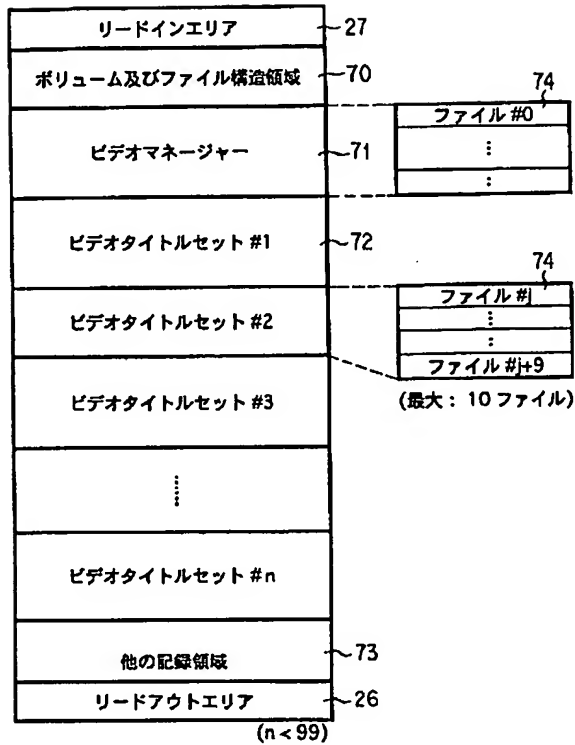 リードインエリア 27
ボリューム及びファイル構造領域 70
74
ファイル #0
ビデオマネージャー 71
ビデオタイトルセット #1 72
74
ファイル #j
ビデオタイトルセット #2
ファイル #j+9
(最大: 10 ファイル)
ビデオタイトルセット #3
ビデオタイトルセット #n
他の記録領域 73
リードアウトエリア 26
(n<99)